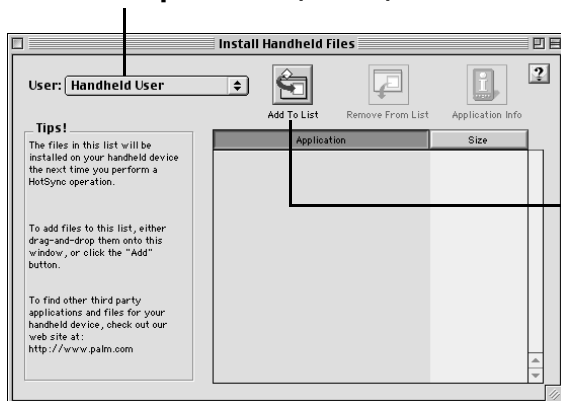 Install Handheld Files
User: Handheld User
?
Add To List
Remove From List
Application Info
Tips!
The files in this list will be
installed on your handheld device
the next time you perform a
HotSync operation.
To add files to this list, either
drag-and-drop them onto this
window, or click the "Add"
button.
To find other third party
applications and files for your
handheld device, check out our
web site at:
http://www.palm.com
Application
Size